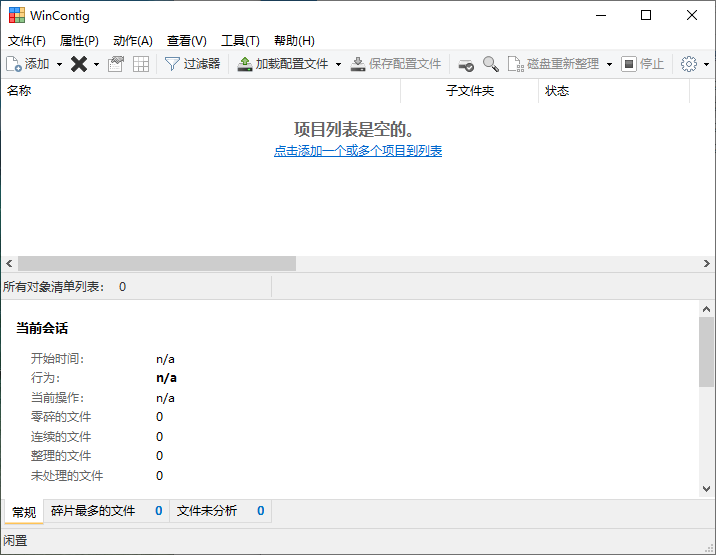 WinContig
文件(F) 属性(P) 动作(A) 查看(V) 工具(T) 帮助(H)
添加 过滤器 加载配置文件 保存配置文件 磁盘重新整理 停止
名称 子文件夹 状态
项目列表是空的。
点击添加一个或多个项目到列表
所有对象清单列表: 0
当前会话
开始时间: n/a
行为: n/a
当前操作: n/a
零碎的文件 0
连续的文件 0
整理的文件 0
未处理的文件 0
常规 碎片最多的文件 0 文件未分析 0
闲置